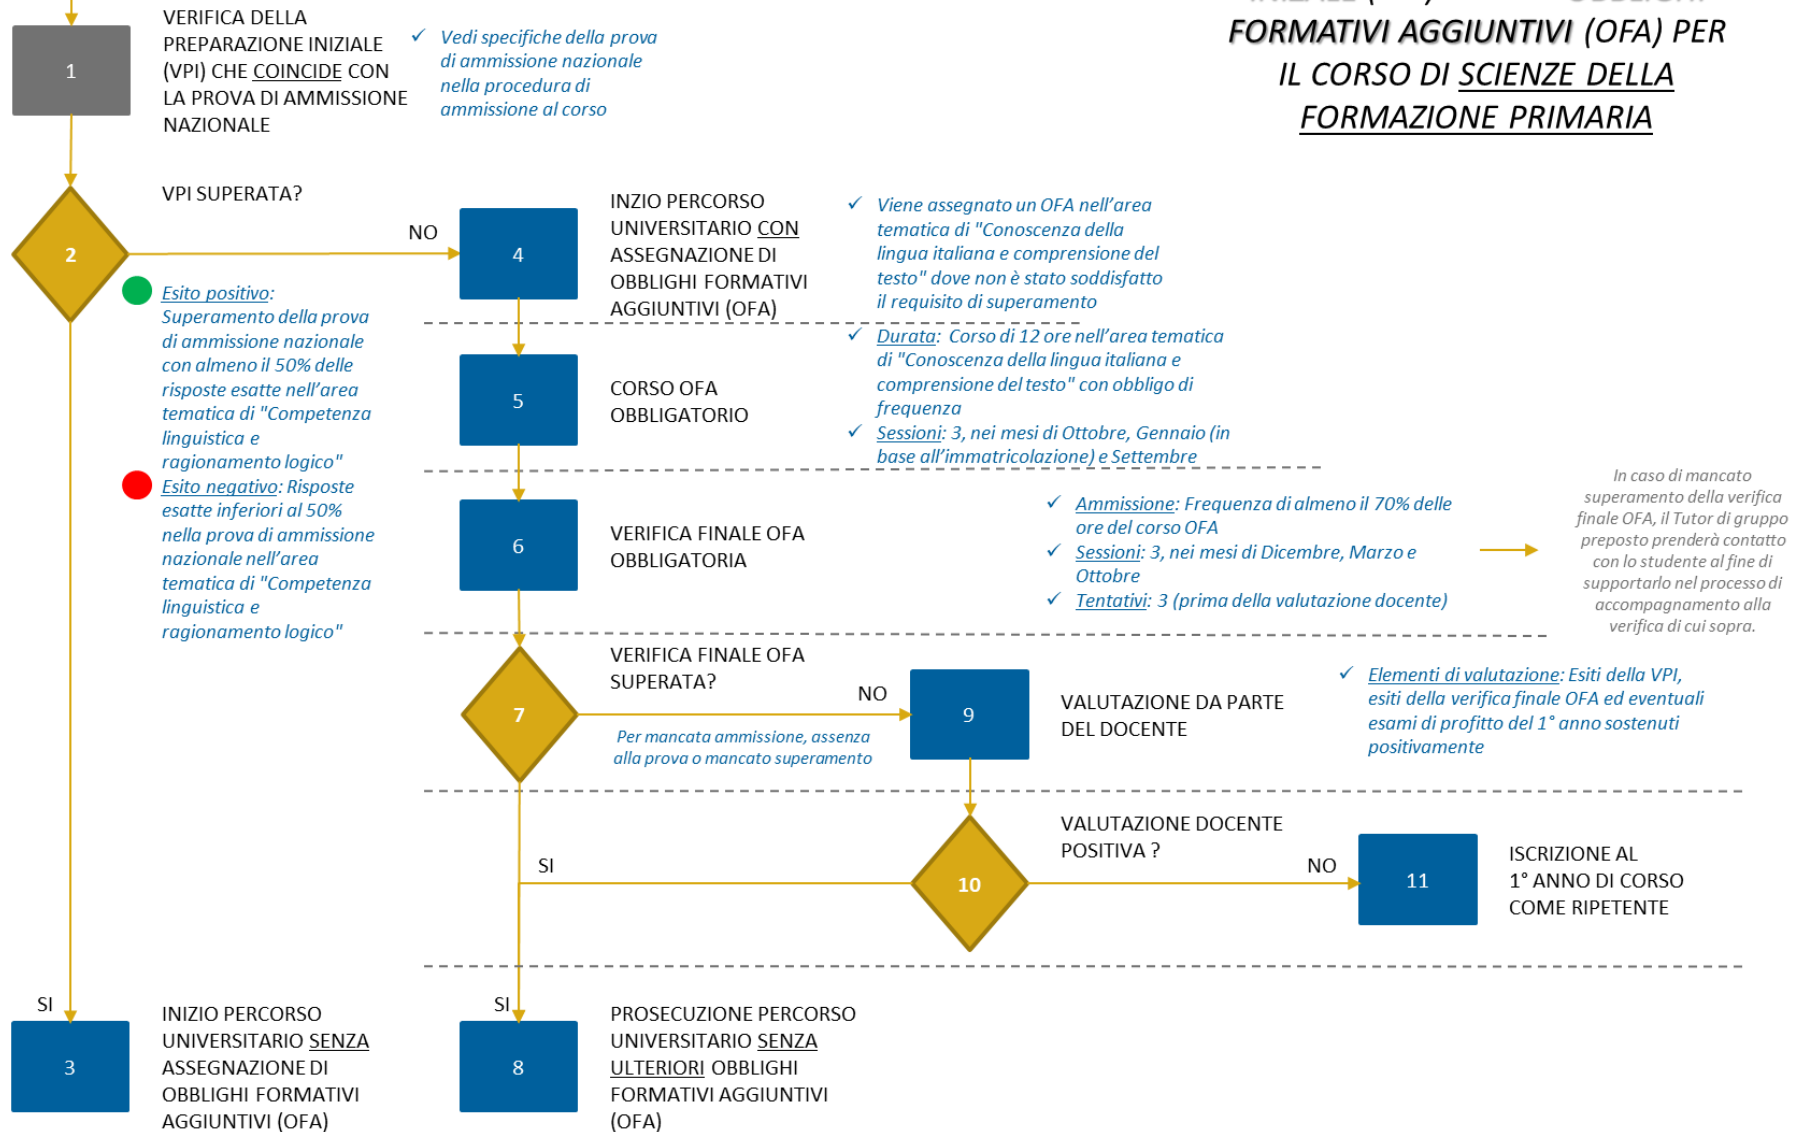 FORMATIVI AGGIUNTIVI (OFA) PER
IL CORSO DI SCIENZE DELLA
FORMAZIONE PRIMARIA
1
VERIFICA DELLA
PREPARAZIONE INIZIALE
(VPI) CHE COINCIDE CON
LA PROVA DI AMMISSIONE
NAZIONALE
✓ Vedi specifiche della prova
di ammissione nazionale
nella procedura di
ammissione al corso
2
VPI SUPERATA?
NO
Esito positivo:
Superamento della prova
di ammissione nazionale
con almeno il 50% delle
risposte esatte nell'area
tematica di "Competenza
linguistica e
ragionamento logico"
Esito negativo: Risposte
esatte inferiori al 50%
nella prova di ammissione
nazionale nell'area
tematica di "Competenza
linguistica e
ragionamento logico"
4
INZIO PERCORSO
UNIVERSITARIO CON
ASSEGNAZIONE DI
OBBLIGHI FORMATIVI
AGGIUNTIVI (OFA)
✓ Viene assegnato un OFA nell'area
tematica di "Conoscenza della
lingua italiana e comprensione del
testo" dove non è stato soddisfatto
il requisito di superamento
5
CORSO OFA
OBBLIGATORIO
✓ Durata: Corso di 12 ore nell'area tematica
di "Conoscenza della lingua italiana e
comprensione del testo" con obbligo di
frequenza
✓ Sessioni: 3, nei mesi di Ottobre, Gennaio (in
base all'immatricolazione) e Settembre
6
VERIFICA FINALE OFA
OBBLIGATORIA
✓ Ammissione: Frequenza di almeno il 70% delle
ore del corso OFA
✓ Sessioni: 3, nei mesi di Dicembre, Marzo e
Ottobre
✓ Tentativi: 3 (prima della valutazione docente)
In caso di mancato
superamento della verifica
finale OFA, il Tutor di gruppo
preposto prenderà contatto
con lo studente al fine di
supportarlo nel processo di
accompagnamento alla
verifica di cui sopra.
7
VERIFICA FINALE OFA
SUPERATA?
NO
Per mancata ammissione, assenza
alla prova o mancato superamento
9
VALUTAZIONE DA PARTE
DEL DOCENTE
✓ Elementi di valutazione: Esiti della VPI,
esiti della verifica finale OFA ed eventuali
esami di profitto del 1° anno sostenuti
positivamente
10
VALUTAZIONE DOCENTE
POSITIVA ?
SI
NO
11
ISCRIZIONE AL
1° ANNO DI CORSO
COME RIPETENTE
SI
3
INIZIO PERCORSO
UNIVERSITARIO SENZA
ASSEGNAZIONE DI
OBBLIGHI FORMATIVI
AGGIUNTIVI (OFA)
SI
8
PROSECUZIONE PERCORSO
UNIVERSITARIO SENZA
ULTERIORI OBBLIGHI
FORMATIVI AGGIUNTIVI
(OFA)